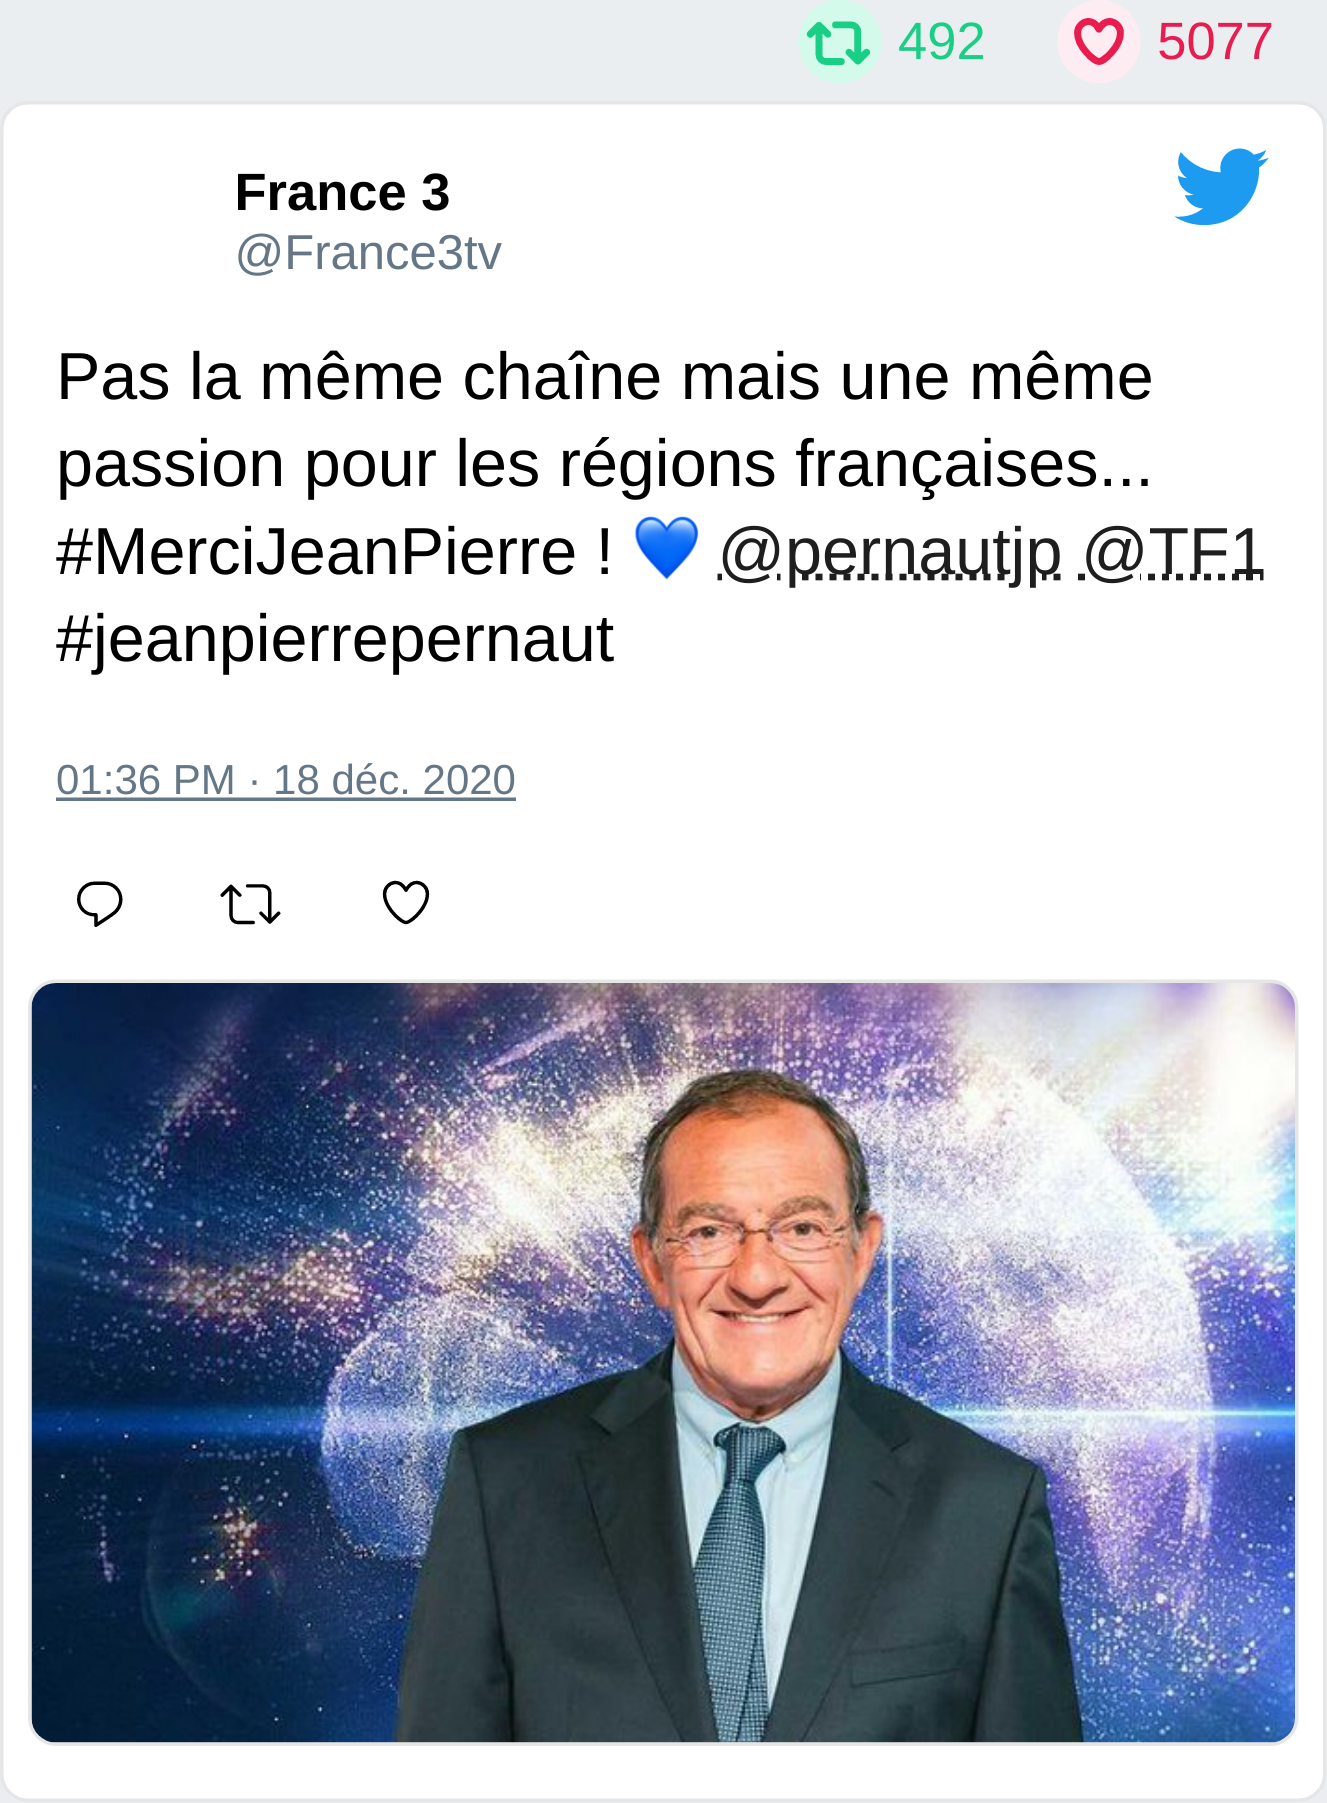 492 5077
France 3
@France3tv
Pas la même chaîne mais une même
passion pour les régions françaises...
#MerciJeanPierre ! 💙 @pernautjp @TF1
#jeanpierrepernaut
01:36 PM · 18 déc. 2020